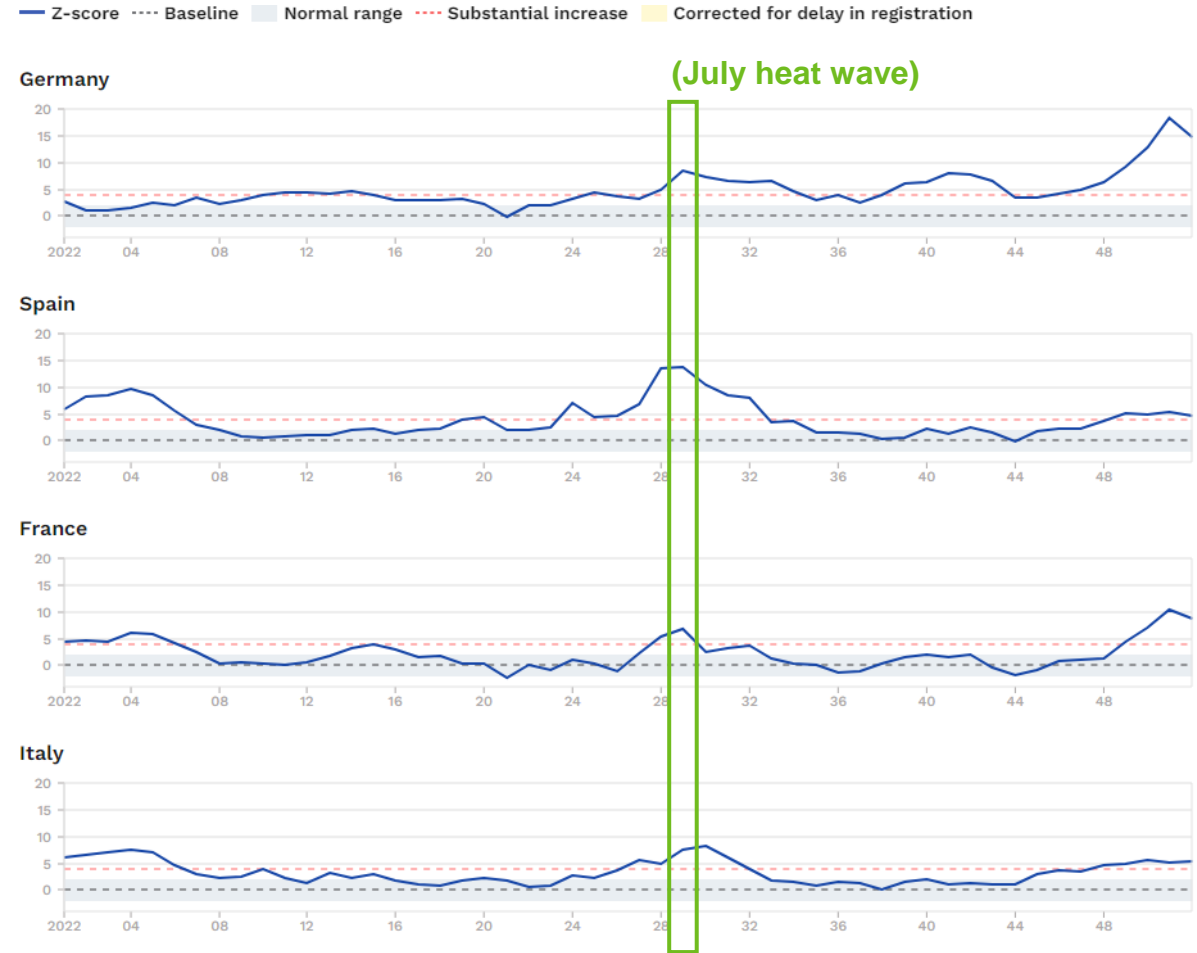 Z-score Baseline Normal range Substantial increase Corrected for delay in registration
(July heat wave)
Germany
20
15
10
5
0
2022 04 08 12 16 20 24 28 32 36 40 44 48
Spain
20
15
10
5
0
2022 04 08 12 16 20 24 28 32 36 40 44 48
France
20
15
10
5
0
2022 04 08 12 16 20 24 28 32 36 40 44 48
Italy
20
15
10
5
0
2022 04 08 12 16 20 24 28 32 36 40 44 48